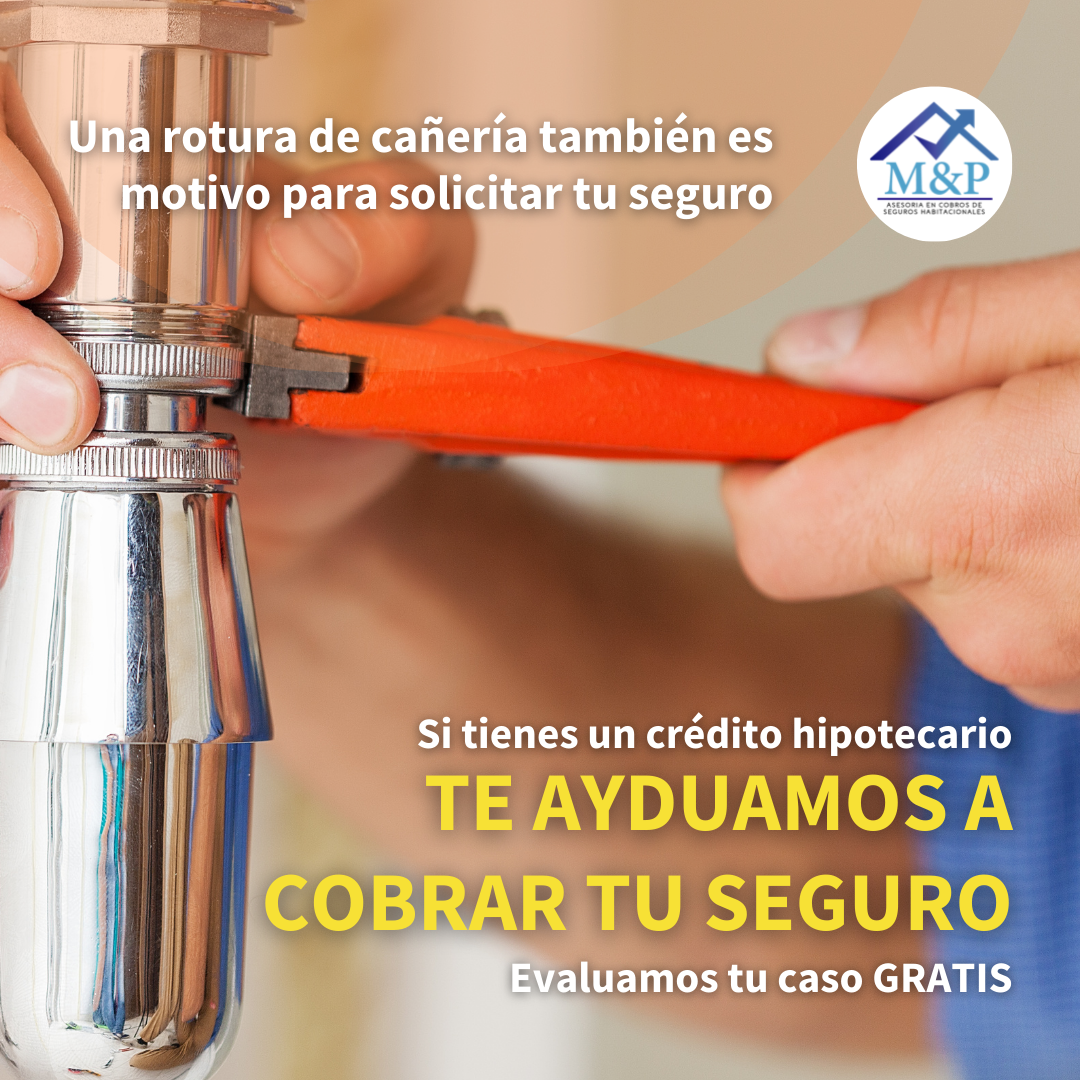 Una rotura de cañería también es
motivo para solicitar tu seguro
M&P
ASESORIA EN COBROS DE
SEGUROS HABITACIONALES
Si tienes un crédito hipotecario
TE AYDUAMOS A
COBRAR TU SEGURO
Evaluamos tu caso GRATIS